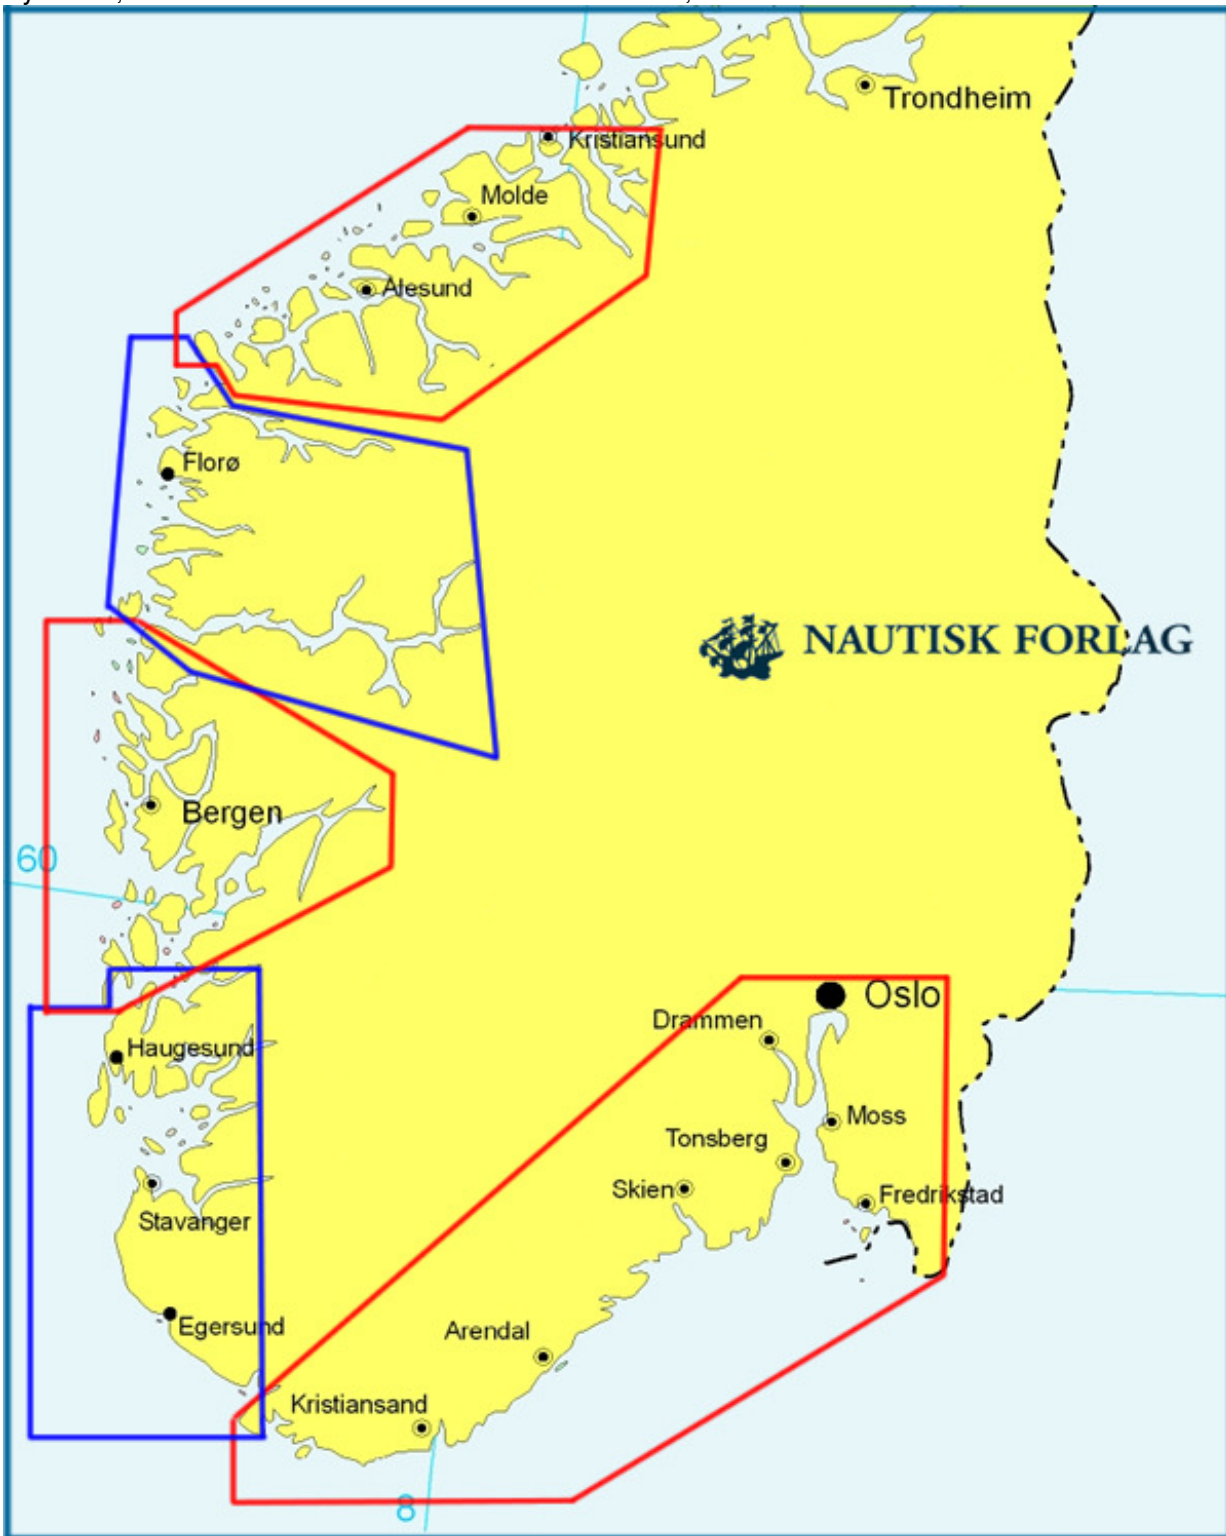 Trondheim
Kristiansund
Molde
Ålesund
Florø
NAUTISK FORLAG
Bergen
60
Oslo
Drammen
Haugesund
Moss
Tonsberg
Skien
Fredrikstad
Stavanger
Egersund
Arendal
Kristiansand
8